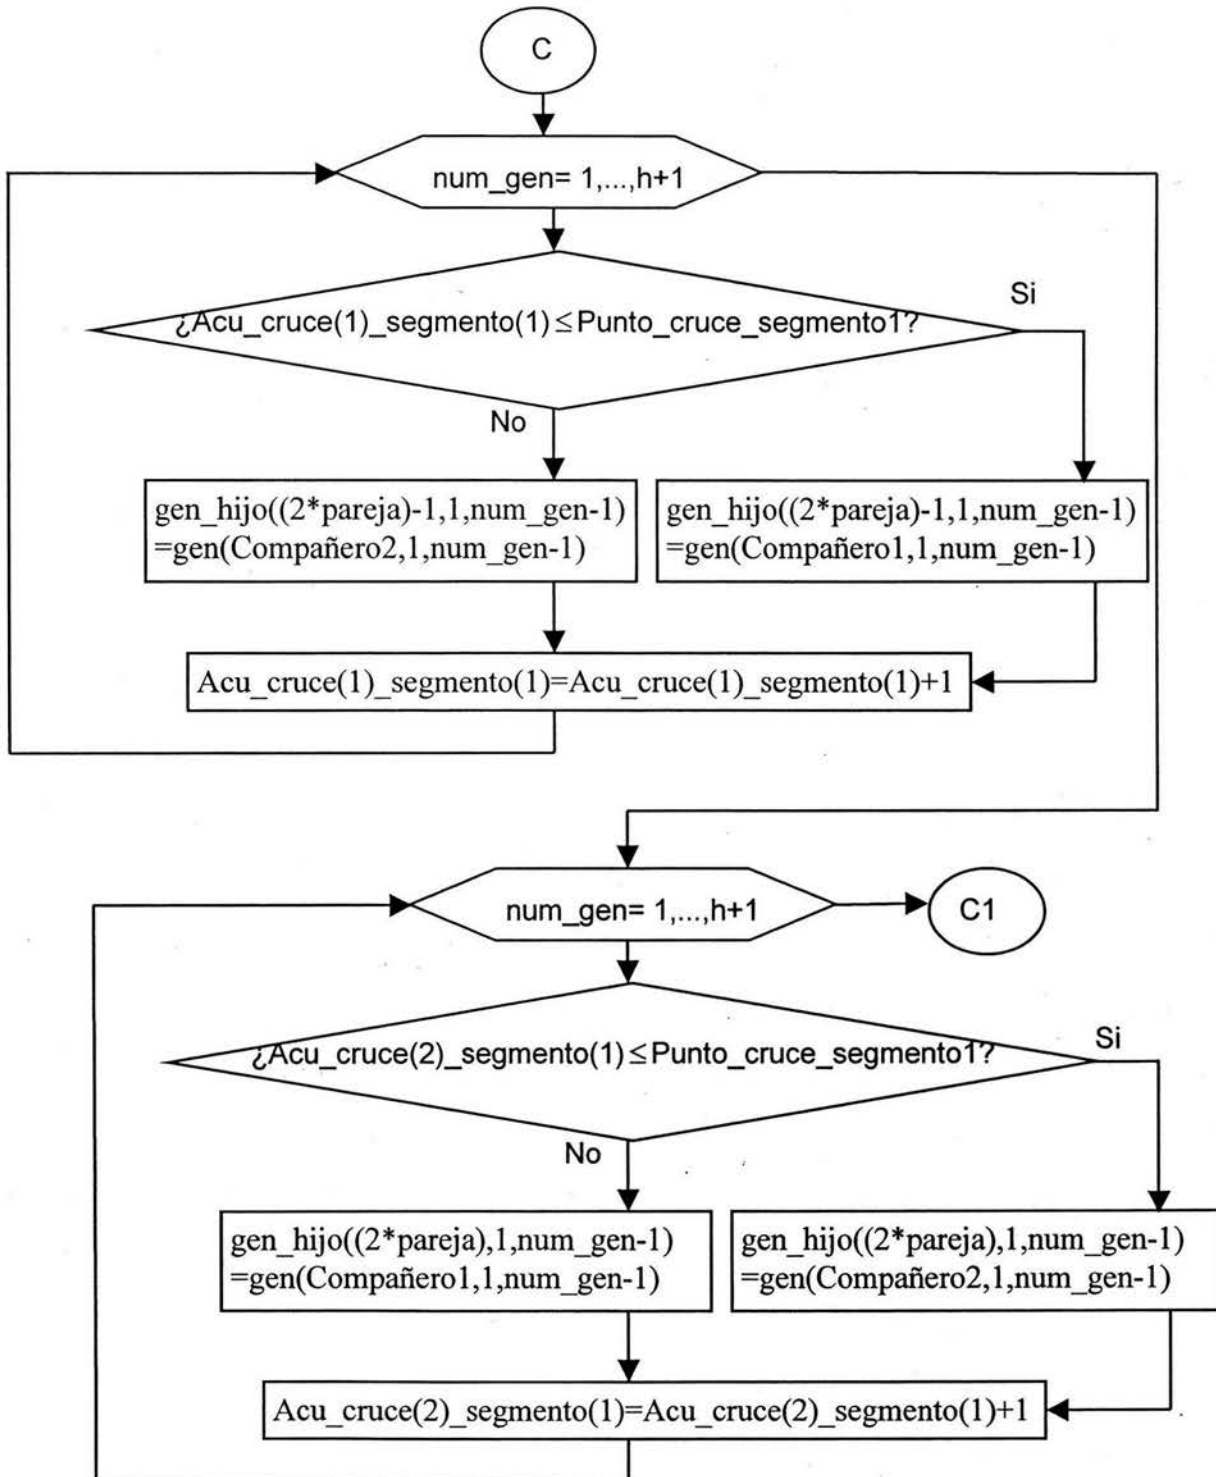 C
num_gen= 1,...,h+1
Si
¿Acu_cruce(1)_segmento(1)≤Punto_cruce_segmento1?
No
gen_hijo((2*pareja)-1,1,num_gen-1)
=gen(Compañero2,1,num_gen-1)
gen_hijo((2*pareja)-1,1,num_gen-1)
=gen(Compañero1,1,num_gen-1)
Acu_cruce(1)_segmento(1)=Acu_cruce(1)_segmento(1)+1
num_gen= 1,...,h+1
C1
Si
¿Acu_cruce(2)_segmento(1)≤Punto_cruce_segmento1?
No
gen_hijo((2*pareja),1,num_gen-1)
=gen(Compañero1,1,num_gen-1)
gen_hijo((2*pareja),1,num_gen-1)
=gen(Compañero2,1,num_gen-1)
Acu_cruce(2)_segmento(1)=Acu_cruce(2)_segmento(1)+1